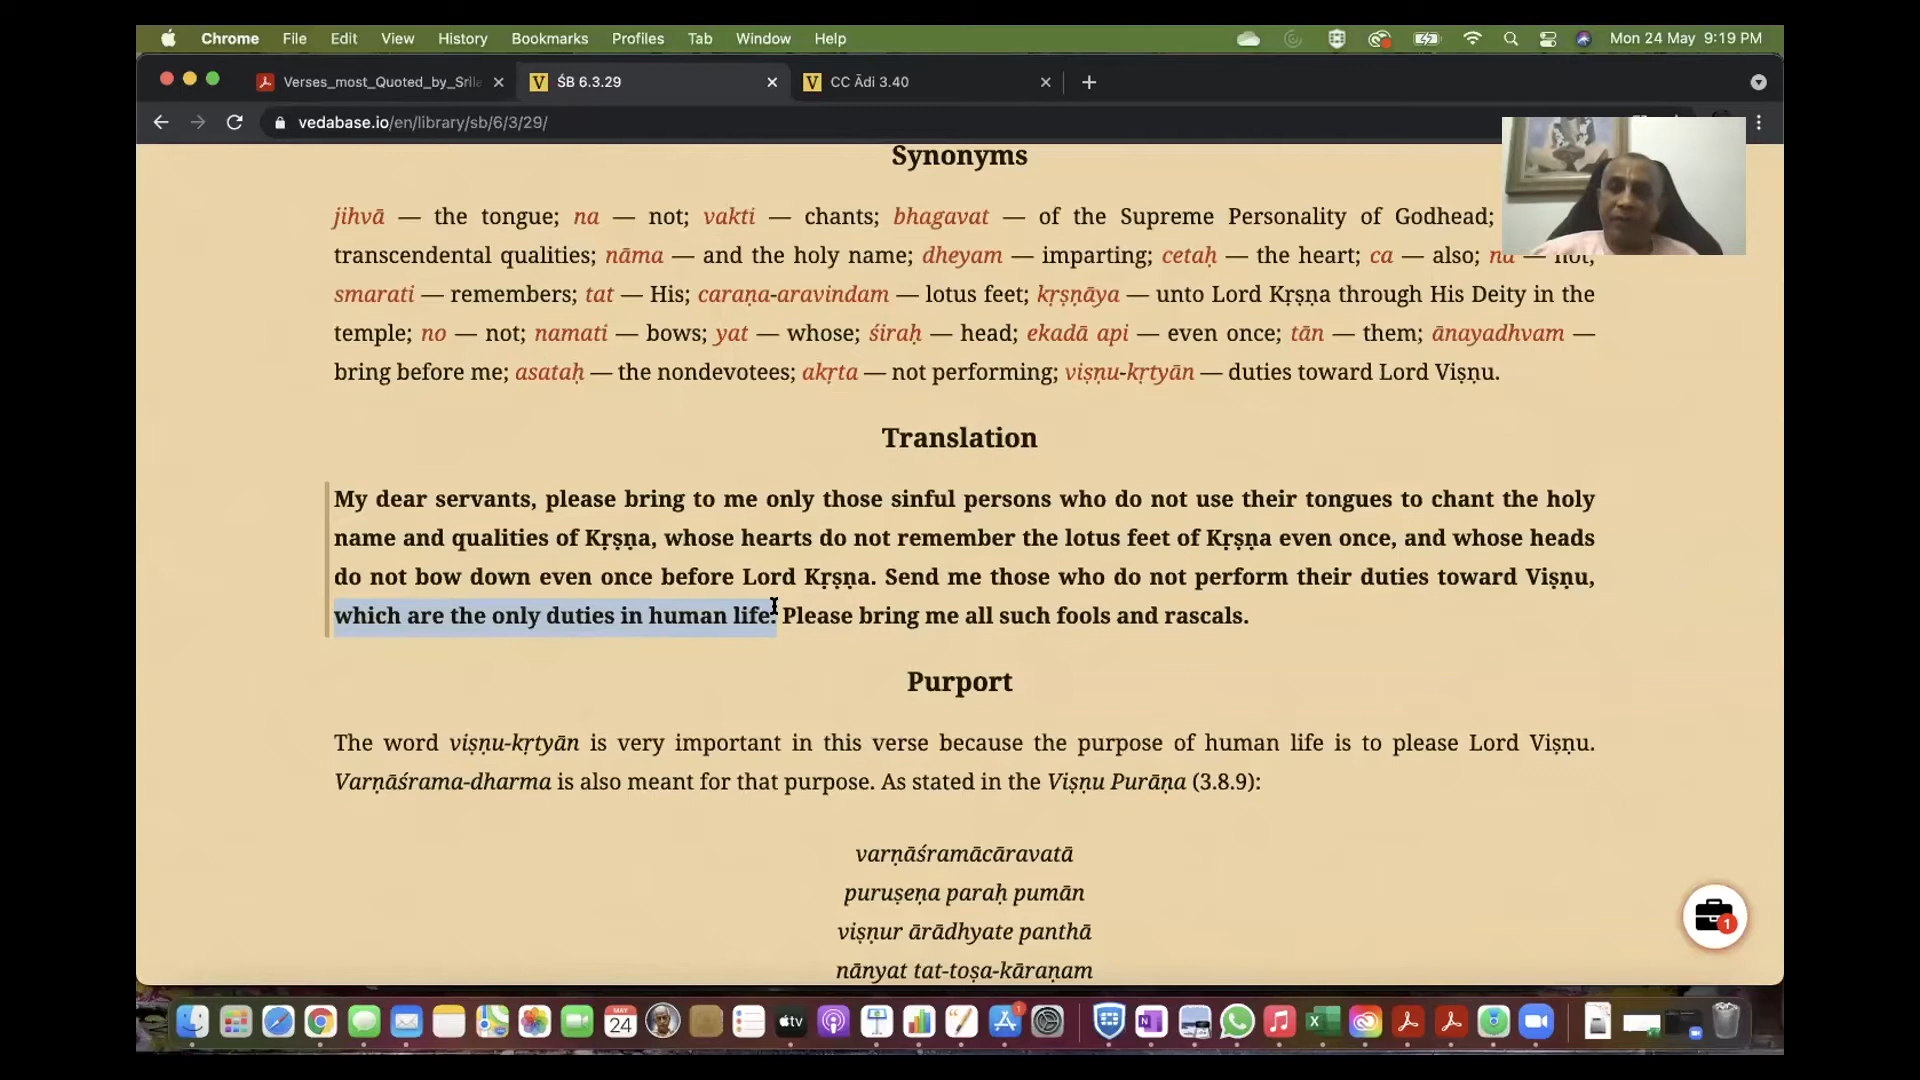 Chrome File Edit View History Bookmarks Profiles Tab Window Help Mon 24 May 9:19 PM
Verses_most_Quoted_by_Srila ŚB 6.3.29 CC Ādi 3.40
vedabase.io/en/library/sb/6/3/29/
Synonyms
jihvā — the tongue; na — not; vakti — chants; bhagavat — of the Supreme Personality of Godhead;
transcendental qualities; nāma — and the holy name; dheyam — imparting; cetaḥ — the heart; ca — also; na — not;
smarati — remembers; tat — His; caraṇa-aravindam — lotus feet; kṛṣṇāya — unto Lord Kṛṣṇa through His Deity in the
temple; no — not; namati — bows; yat — whose; śiraḥ — head; ekadā api — even once; tān — them; ānayadhvam —
bring before me; asataḥ — the nondevotees; akṛta — not performing; viṣṇu-kṛtyān — duties toward Lord Viṣṇu.
Translation
My dear servants, please bring to me only those sinful persons who do not use their tongues to chant the holy
name and qualities of Kṛṣṇa, whose hearts do not remember the lotus feet of Kṛṣṇa even once, and whose heads
do not bow down even once before Lord Kṛṣṇa. Send me those who do not perform their duties toward Viṣṇu,
which are the only duties in human life. Please bring me all such fools and rascals.
Purport
The word viṣṇu-kṛtyān is very important in this verse because the purpose of human life is to please Lord Viṣṇu.
Varṇāśrama-dharma is also meant for that purpose. As stated in the Viṣṇu Purāṇa (3.8.9):
varṇāśramācāravatā
puruṣeṇa paraḥ pumān
viṣṇur ārādhyate panthā
nānyat tat-toṣa-kāraṇam
1
MAY
24
tv
1